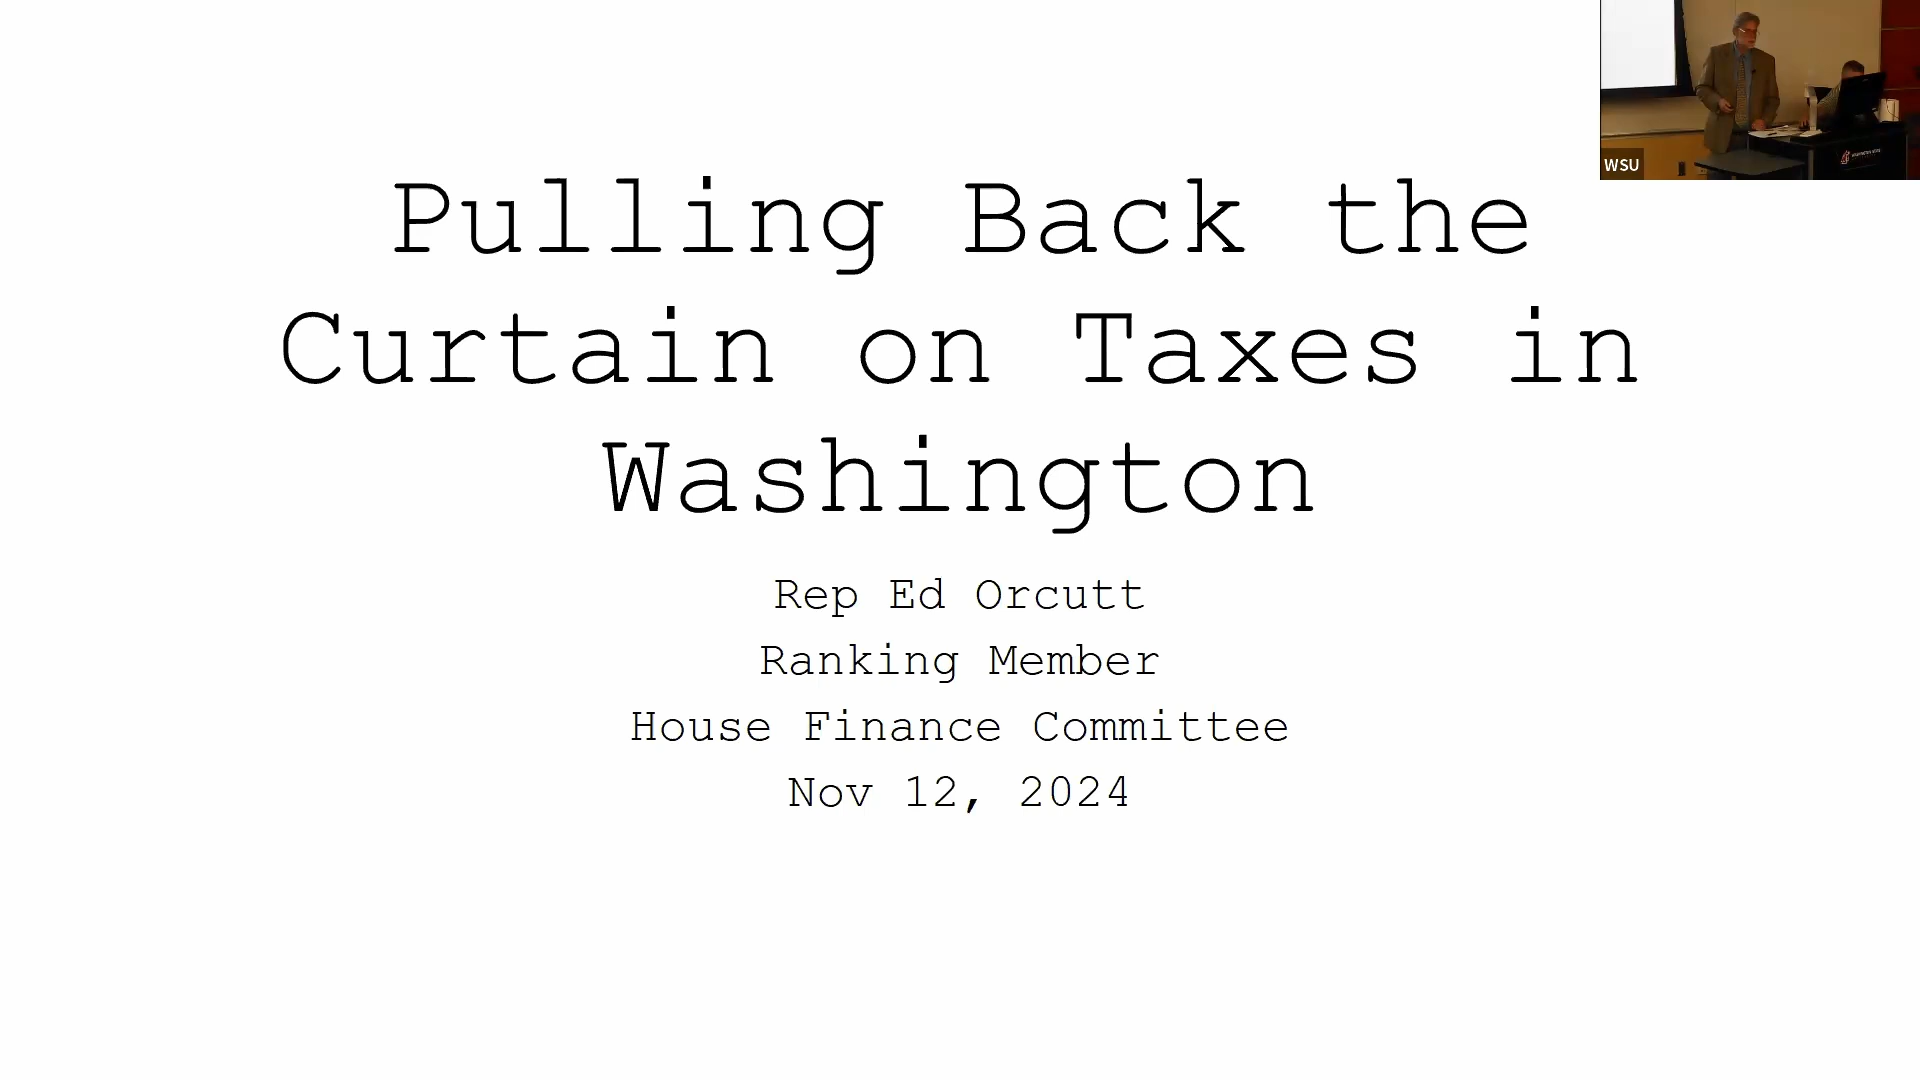 Pulling Back the
Curtain on Taxes in
Washington
Rep Ed Orcutt
Ranking Member
House Finance Committee
Nov 12, 2024
WSU